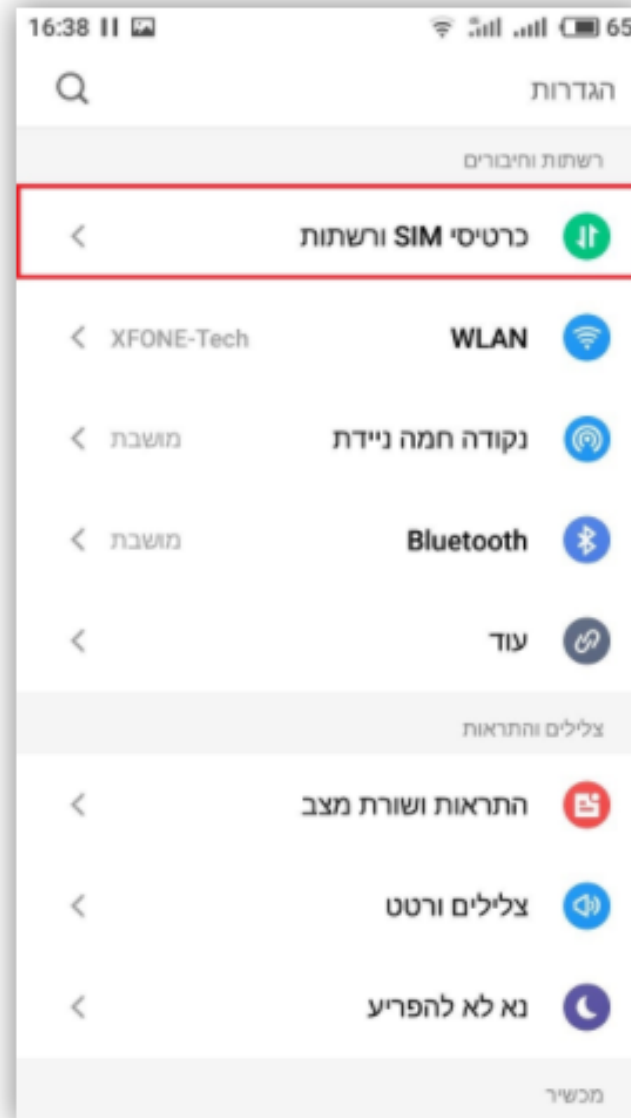 16:38 65
הגדרות
רשתות וחיבורים
כרטיסי SIM ורשתות
WLAN XFONE-Tech
נקודה חמה ניידת מושבת
Bluetooth מושבת
עוד
צלילים והתראות
התראות ושורת מצב
צלילים ורטט
נא לא להפריע
מכשיר